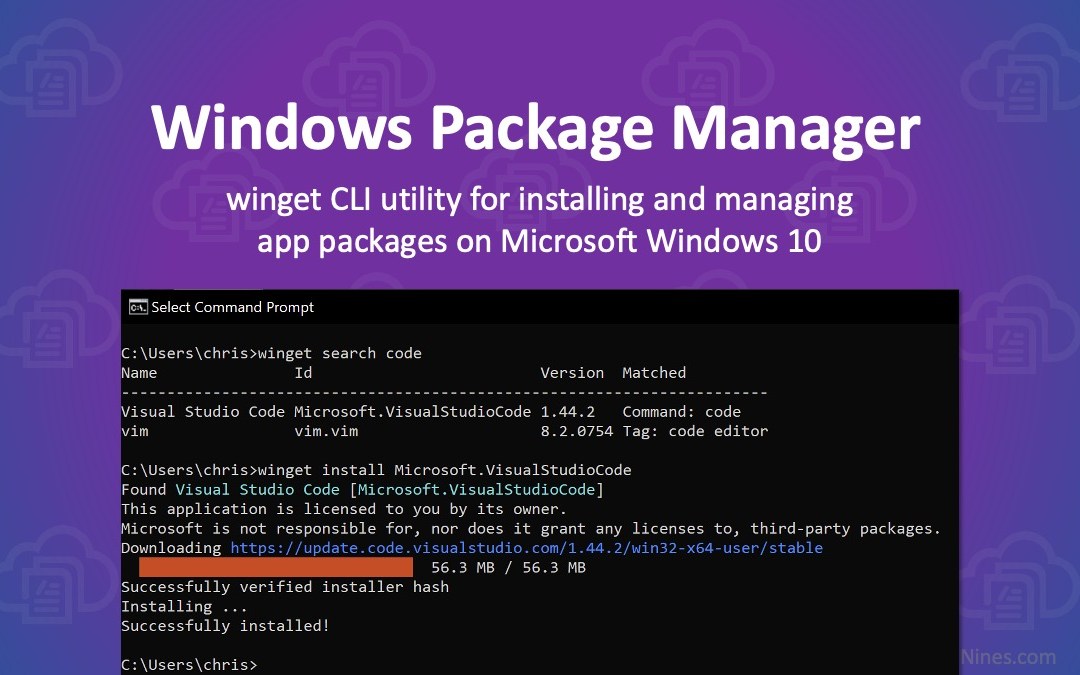 Windows Package Manager
winget CLI utility for installing and managing
app packages on Microsoft Windows 10
C:\. Select Command Prompt
C:\Users\chris>winget search code
Name Id Version Matched
-----------------------------------------------------------------------
Visual Studio Code Microsoft.VisualStudioCode 1.44.2 Command: code
vim vim.vim 8.2.0754 Tag: code editor
C:\Users\chris>winget install Microsoft.VisualStudioCode
Found Visual Studio Code [Microsoft.VisualStudioCode]
This application is licensed to you by its owner.
Microsoft is not responsible for, nor does it grant any licenses to, third-party packages.
Downloading https://update.code.visualstudio.com/1.44.2/win32-x64-user/stable
56.3 MB / 56.3 MB
Successfully verified installer hash
Installing ...
Successfully installed!
C:\Users\chris>
Nines.com